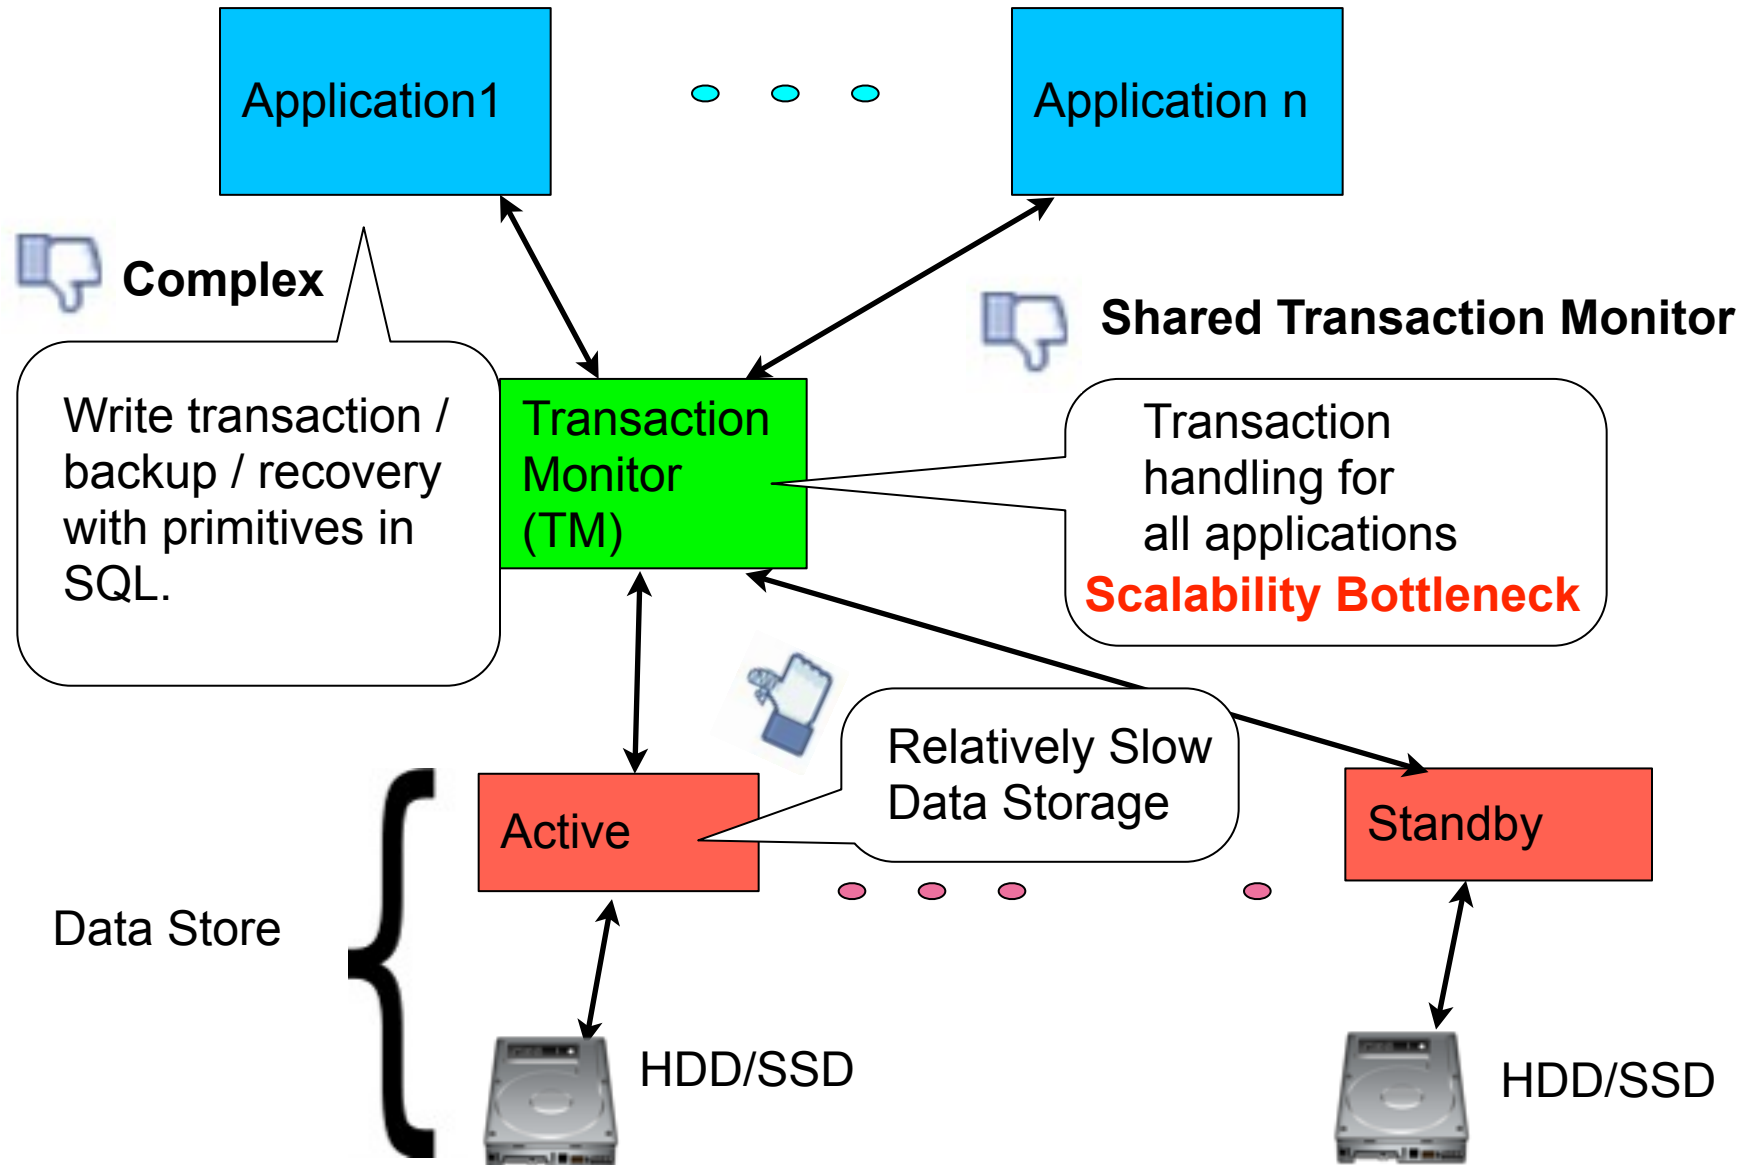 Application1
Application n
Complex
Shared Transaction Monitor
Write transaction /
backup / recovery
with primitives in
SQL.
Transaction
Monitor
(TM)
Transaction
handling for
all applications
Scalability Bottleneck
Relatively Slow
Data Storage
Active
Standby
Data Store
HDD/SSD
HDD/SSD